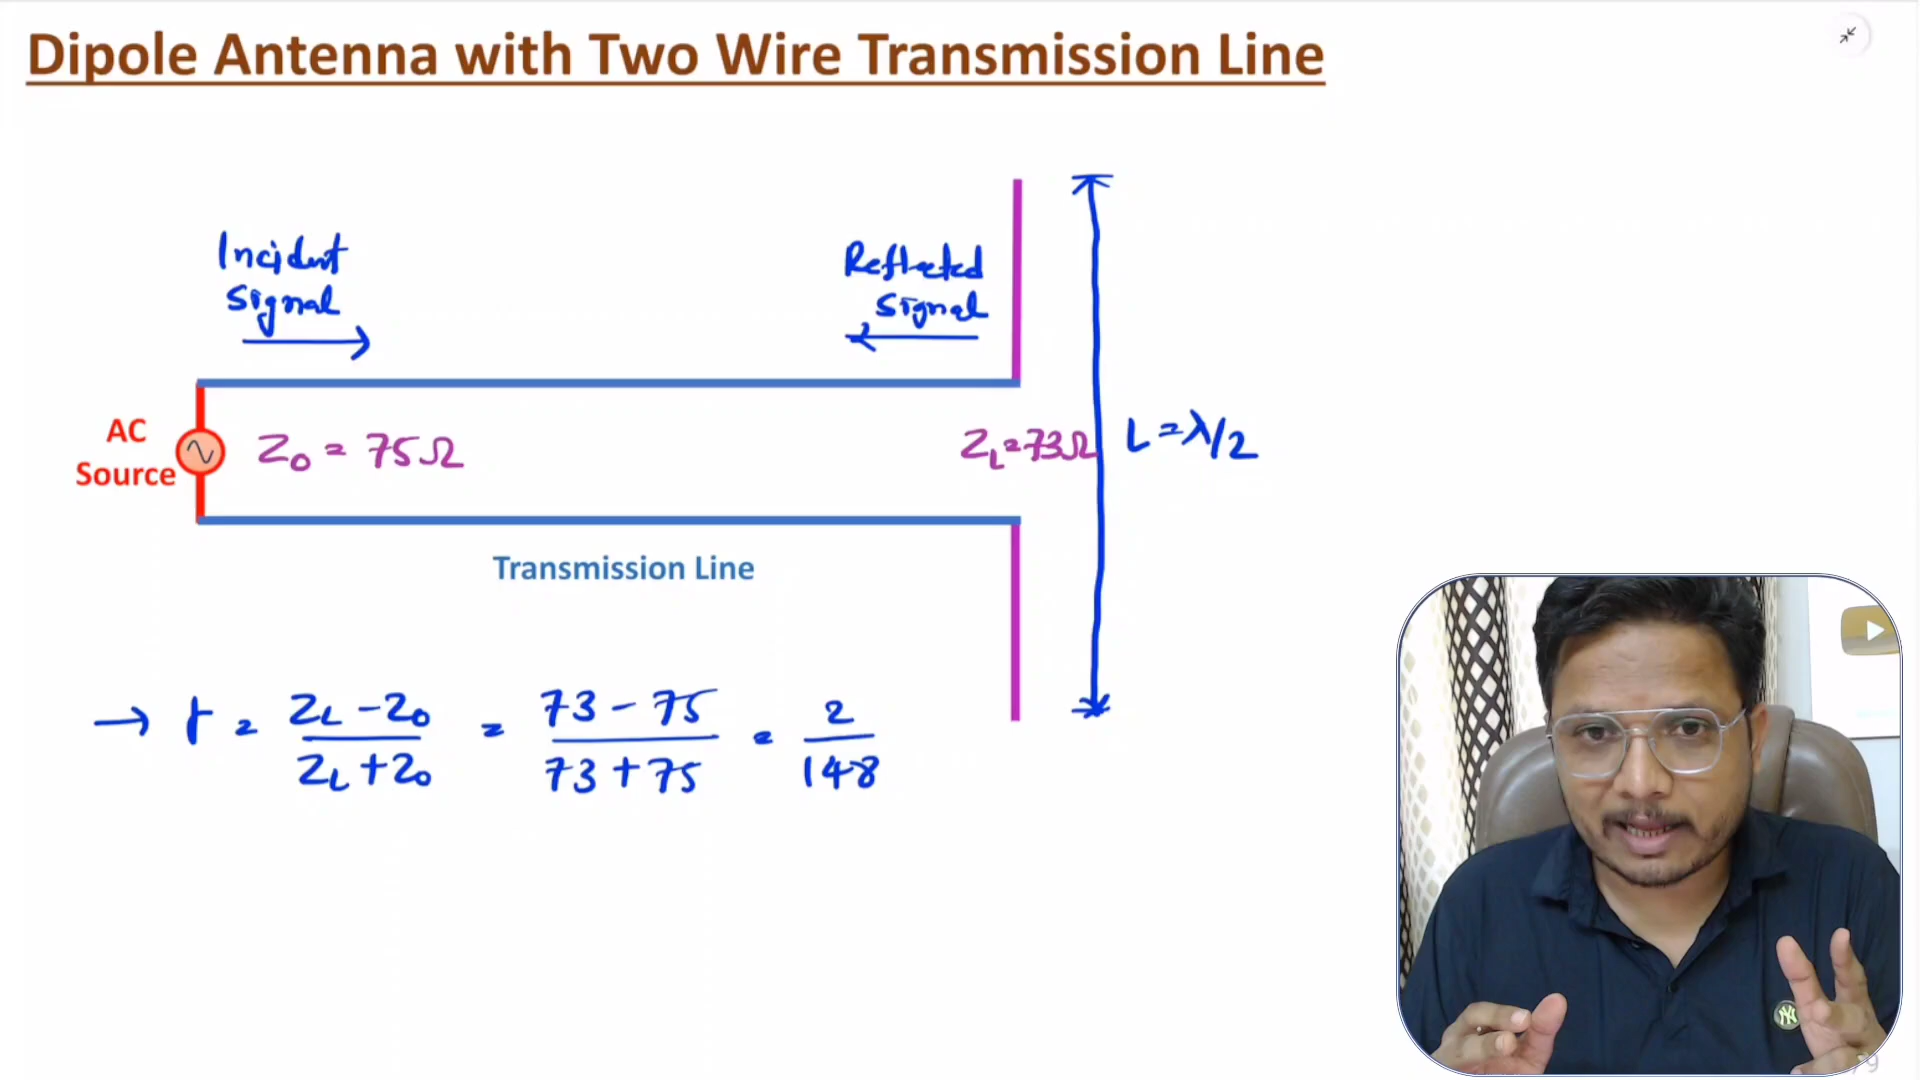 Dipole Antenna with Two Wire Transmission Line
Incident
Signal
Reflected
Signal
AC
Source
Z₀ = 75Ω
Z_L = 73Ω
L = λ/2
Transmission Line
→ Γ = (Z_L - Z₀) / (Z_L + Z₀) = (73 - 75) / (73 + 75) = 2 / 148